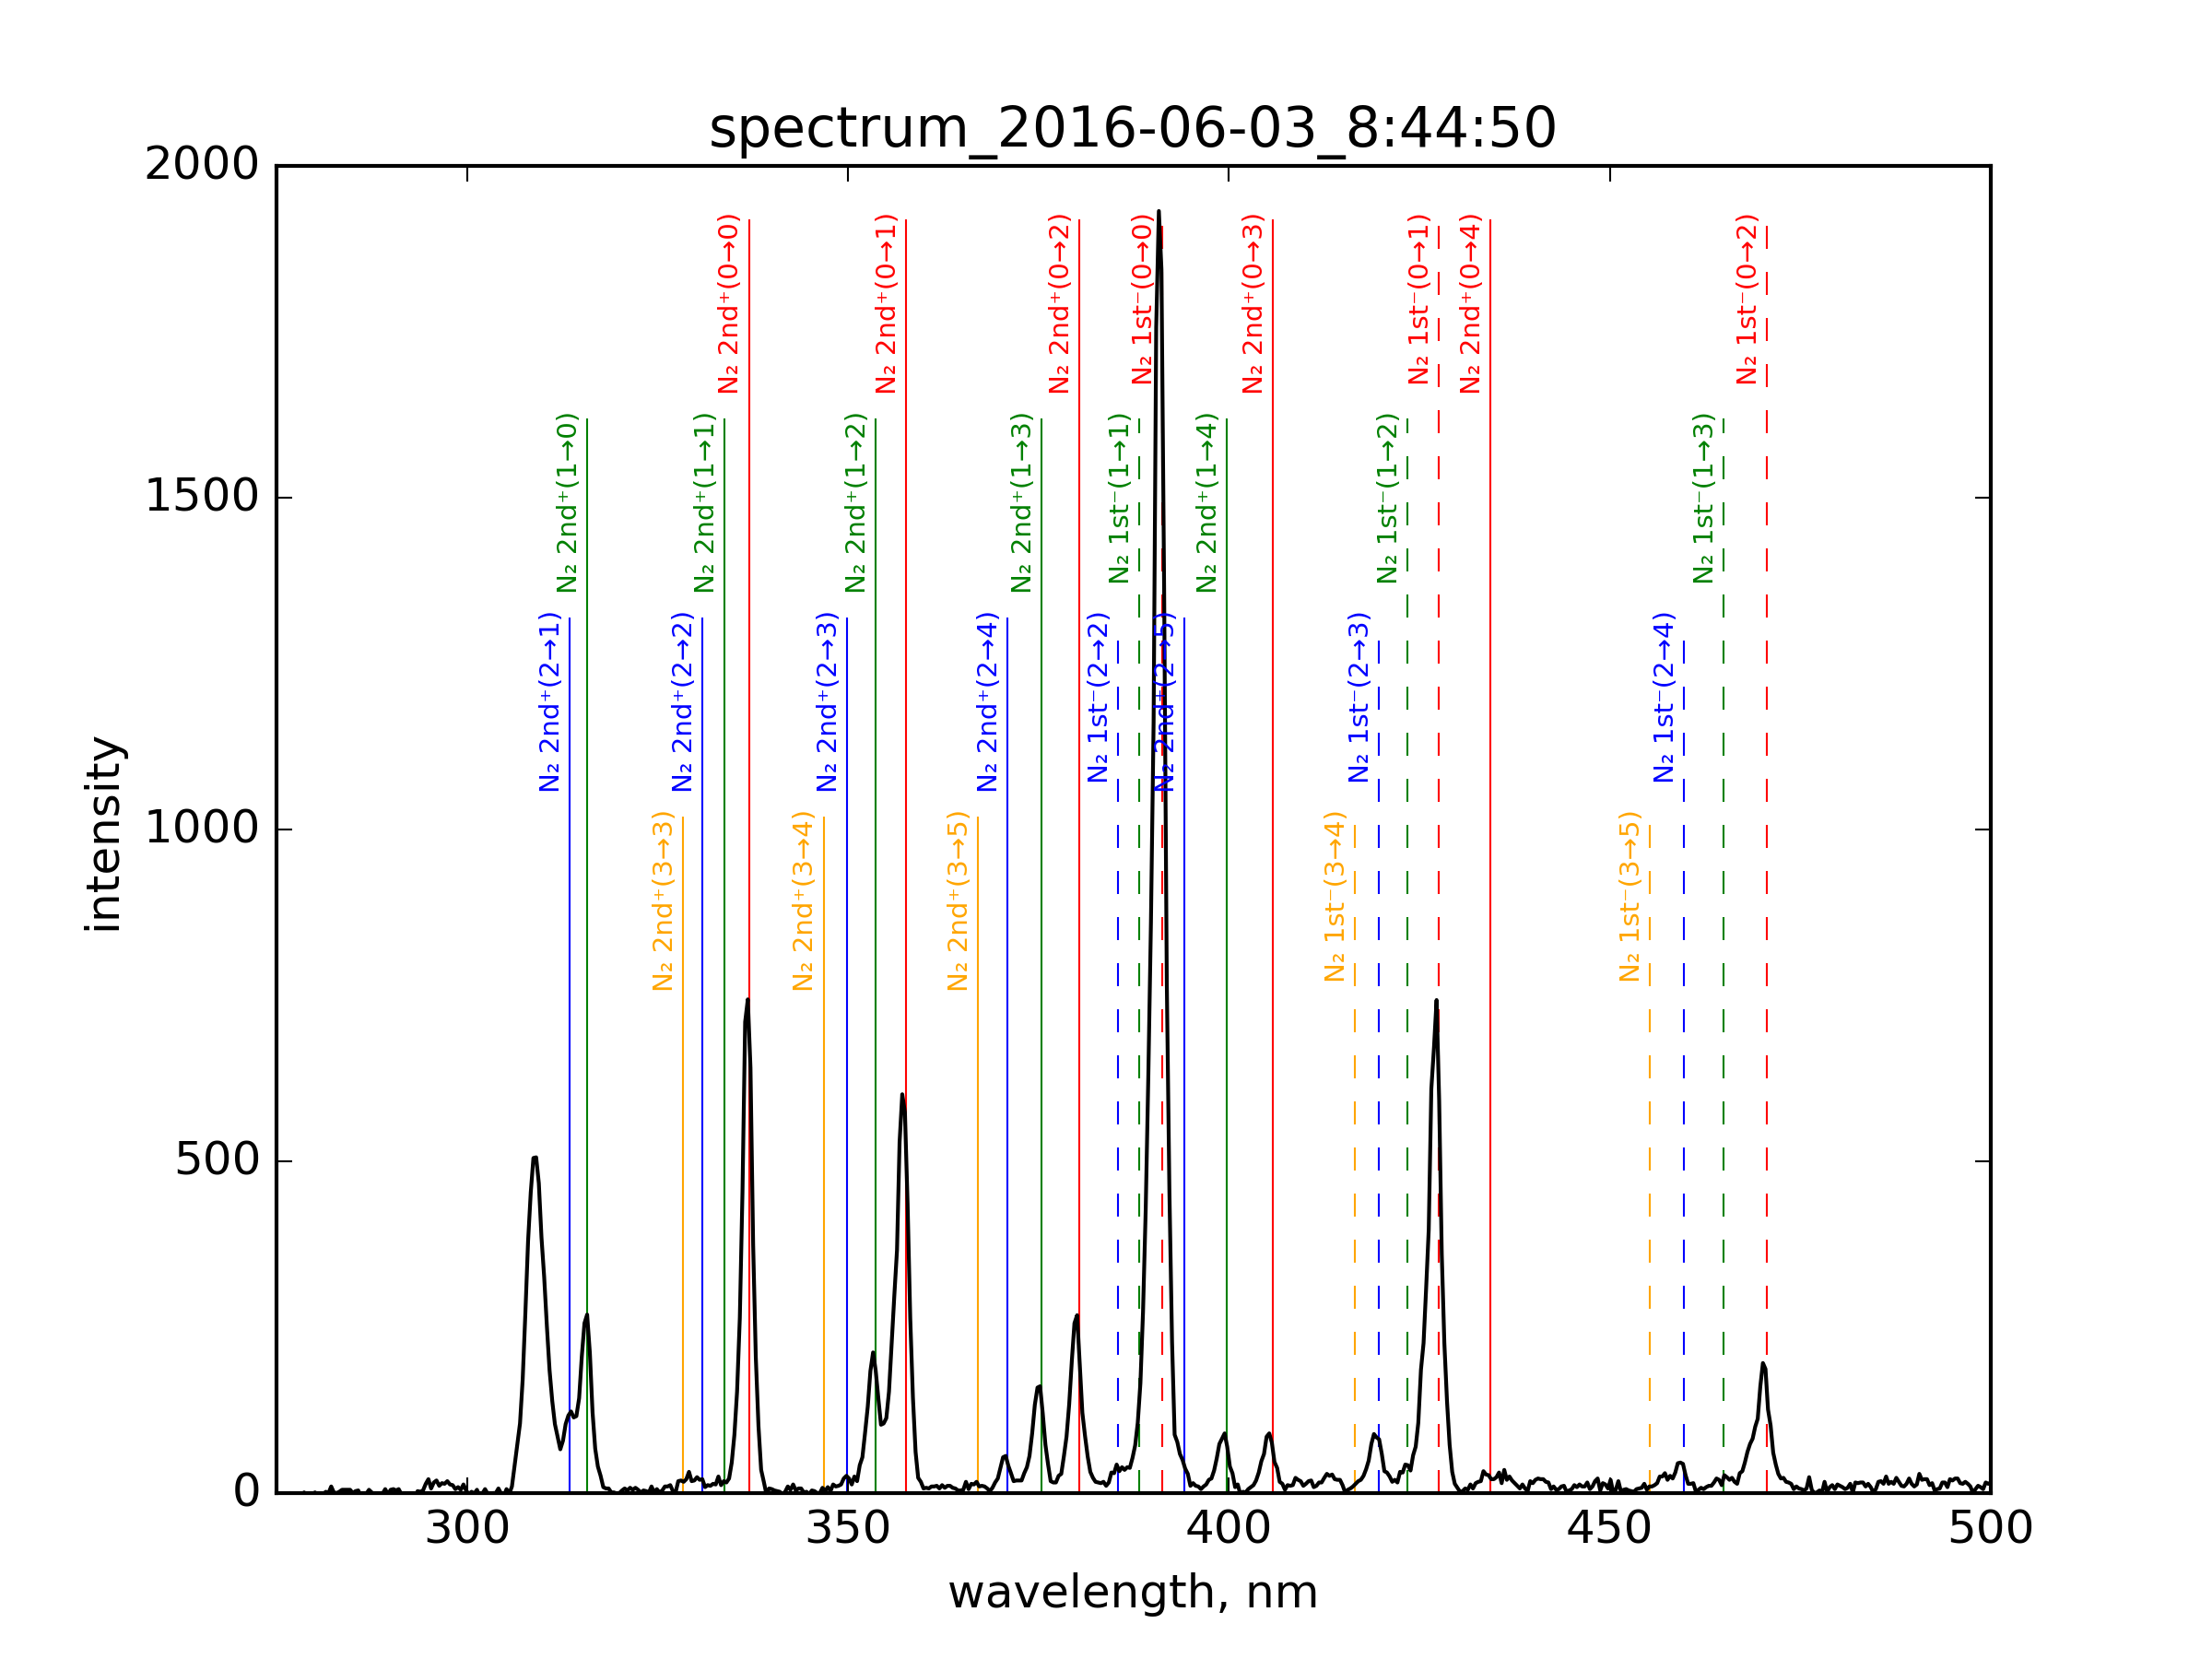 spectrum_2016-06-03_8:44:50
2000
1500
1000
500
0
intensity
N₂ 2nd⁺(0→0)
N₂ 2nd⁺(0→1)
N₂ 2nd⁺(0→2)
N₂ 1st⁻(0→0)
N₂ 2nd⁺(0→3)
N₂ 1st⁻(0→1)
N₂ 2nd⁺(0→4)
N₂ 1st⁻(0→2)
N₂ 2nd⁺(1→0)
N₂ 2nd⁺(1→1)
N₂ 2nd⁺(1→2)
N₂ 2nd⁺(1→3)
N₂ 1st⁻(1→1)
N₂ 2nd⁺(1→4)
N₂ 1st⁻(1→2)
N₂ 1st⁻(1→3)
N₂ 2nd⁺(2→1)
N₂ 2nd⁺(2→2)
N₂ 2nd⁺(2→3)
N₂ 2nd⁺(2→4)
N₂ 1st⁻(2→2)
N₂ 2nd⁺(2→5)
N₂ 1st⁻(2→3)
N₂ 1st⁻(2→4)
N₂ 2nd⁺(3→3)
N₂ 2nd⁺(3→4)
N₂ 2nd⁺(3→5)
N₂ 1st⁻(3→4)
N₂ 1st⁻(3→5)
300 350 400 450 500
wavelength, nm